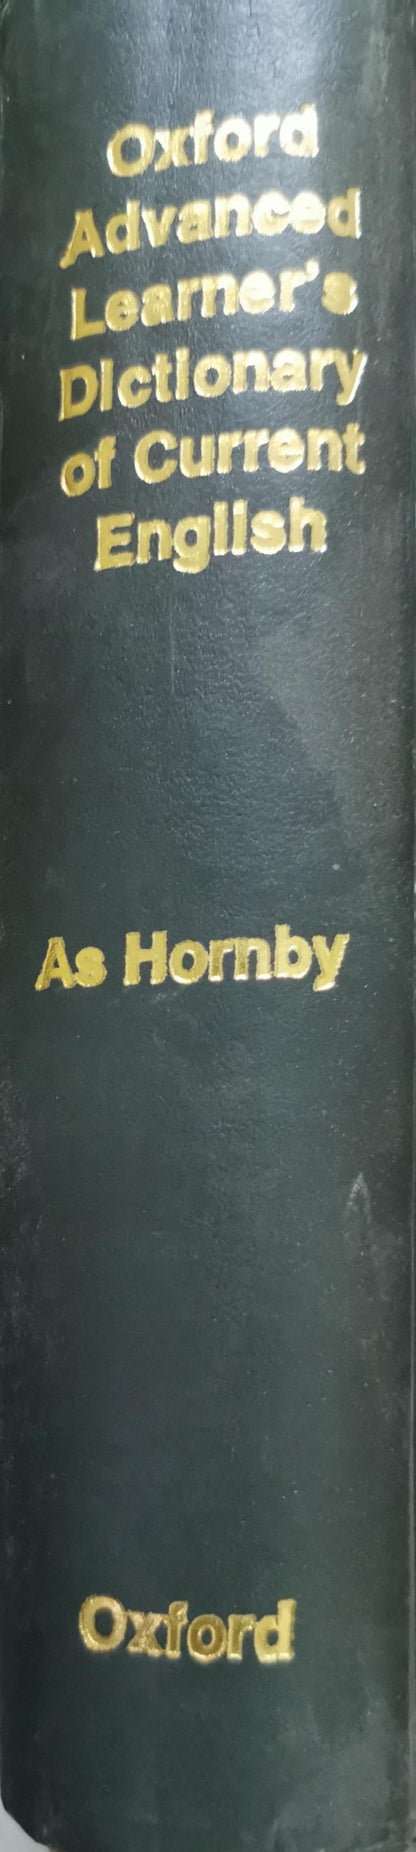 Oxford
Advanced
Learner's
Dictionary
of Current
English
As Hornby
Oxford